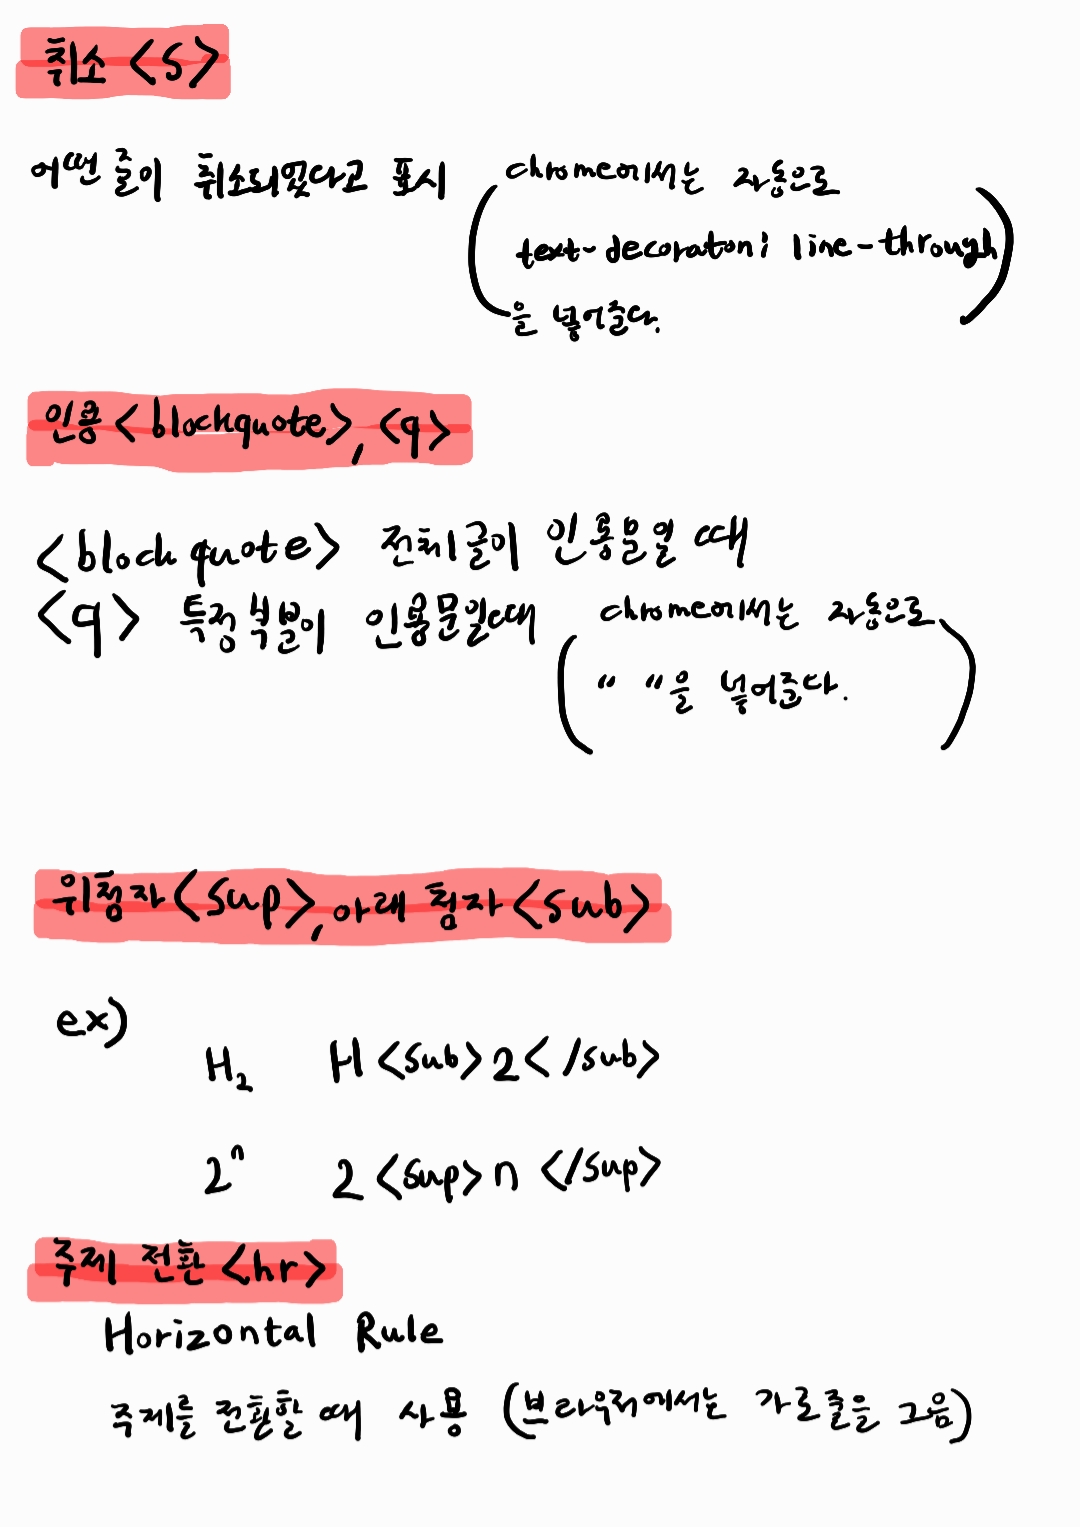 취소 <s>
어떤 줄이 취소되었다고 표시 (chrome에서는 자동으로
text-decoraton: line-through
을 넣어준다.)
인용 <blockquote>, <q>
<blockquote> 전체글이 인용문일 때
<q> 특정 부분이 인용문일때 (chrome에서는 자동으로
“ ”을 넣어준다.)
위첨자 <sup>, 아래 첨자 <sub>
ex)
H₂ H <sub> 2 </sub>
2ⁿ 2 <sup> n </sup>
주제 전환 <hr>
Horizontal Rule
주제를 전환할 때 사용 (브라우저에서는 가로줄을 그음)